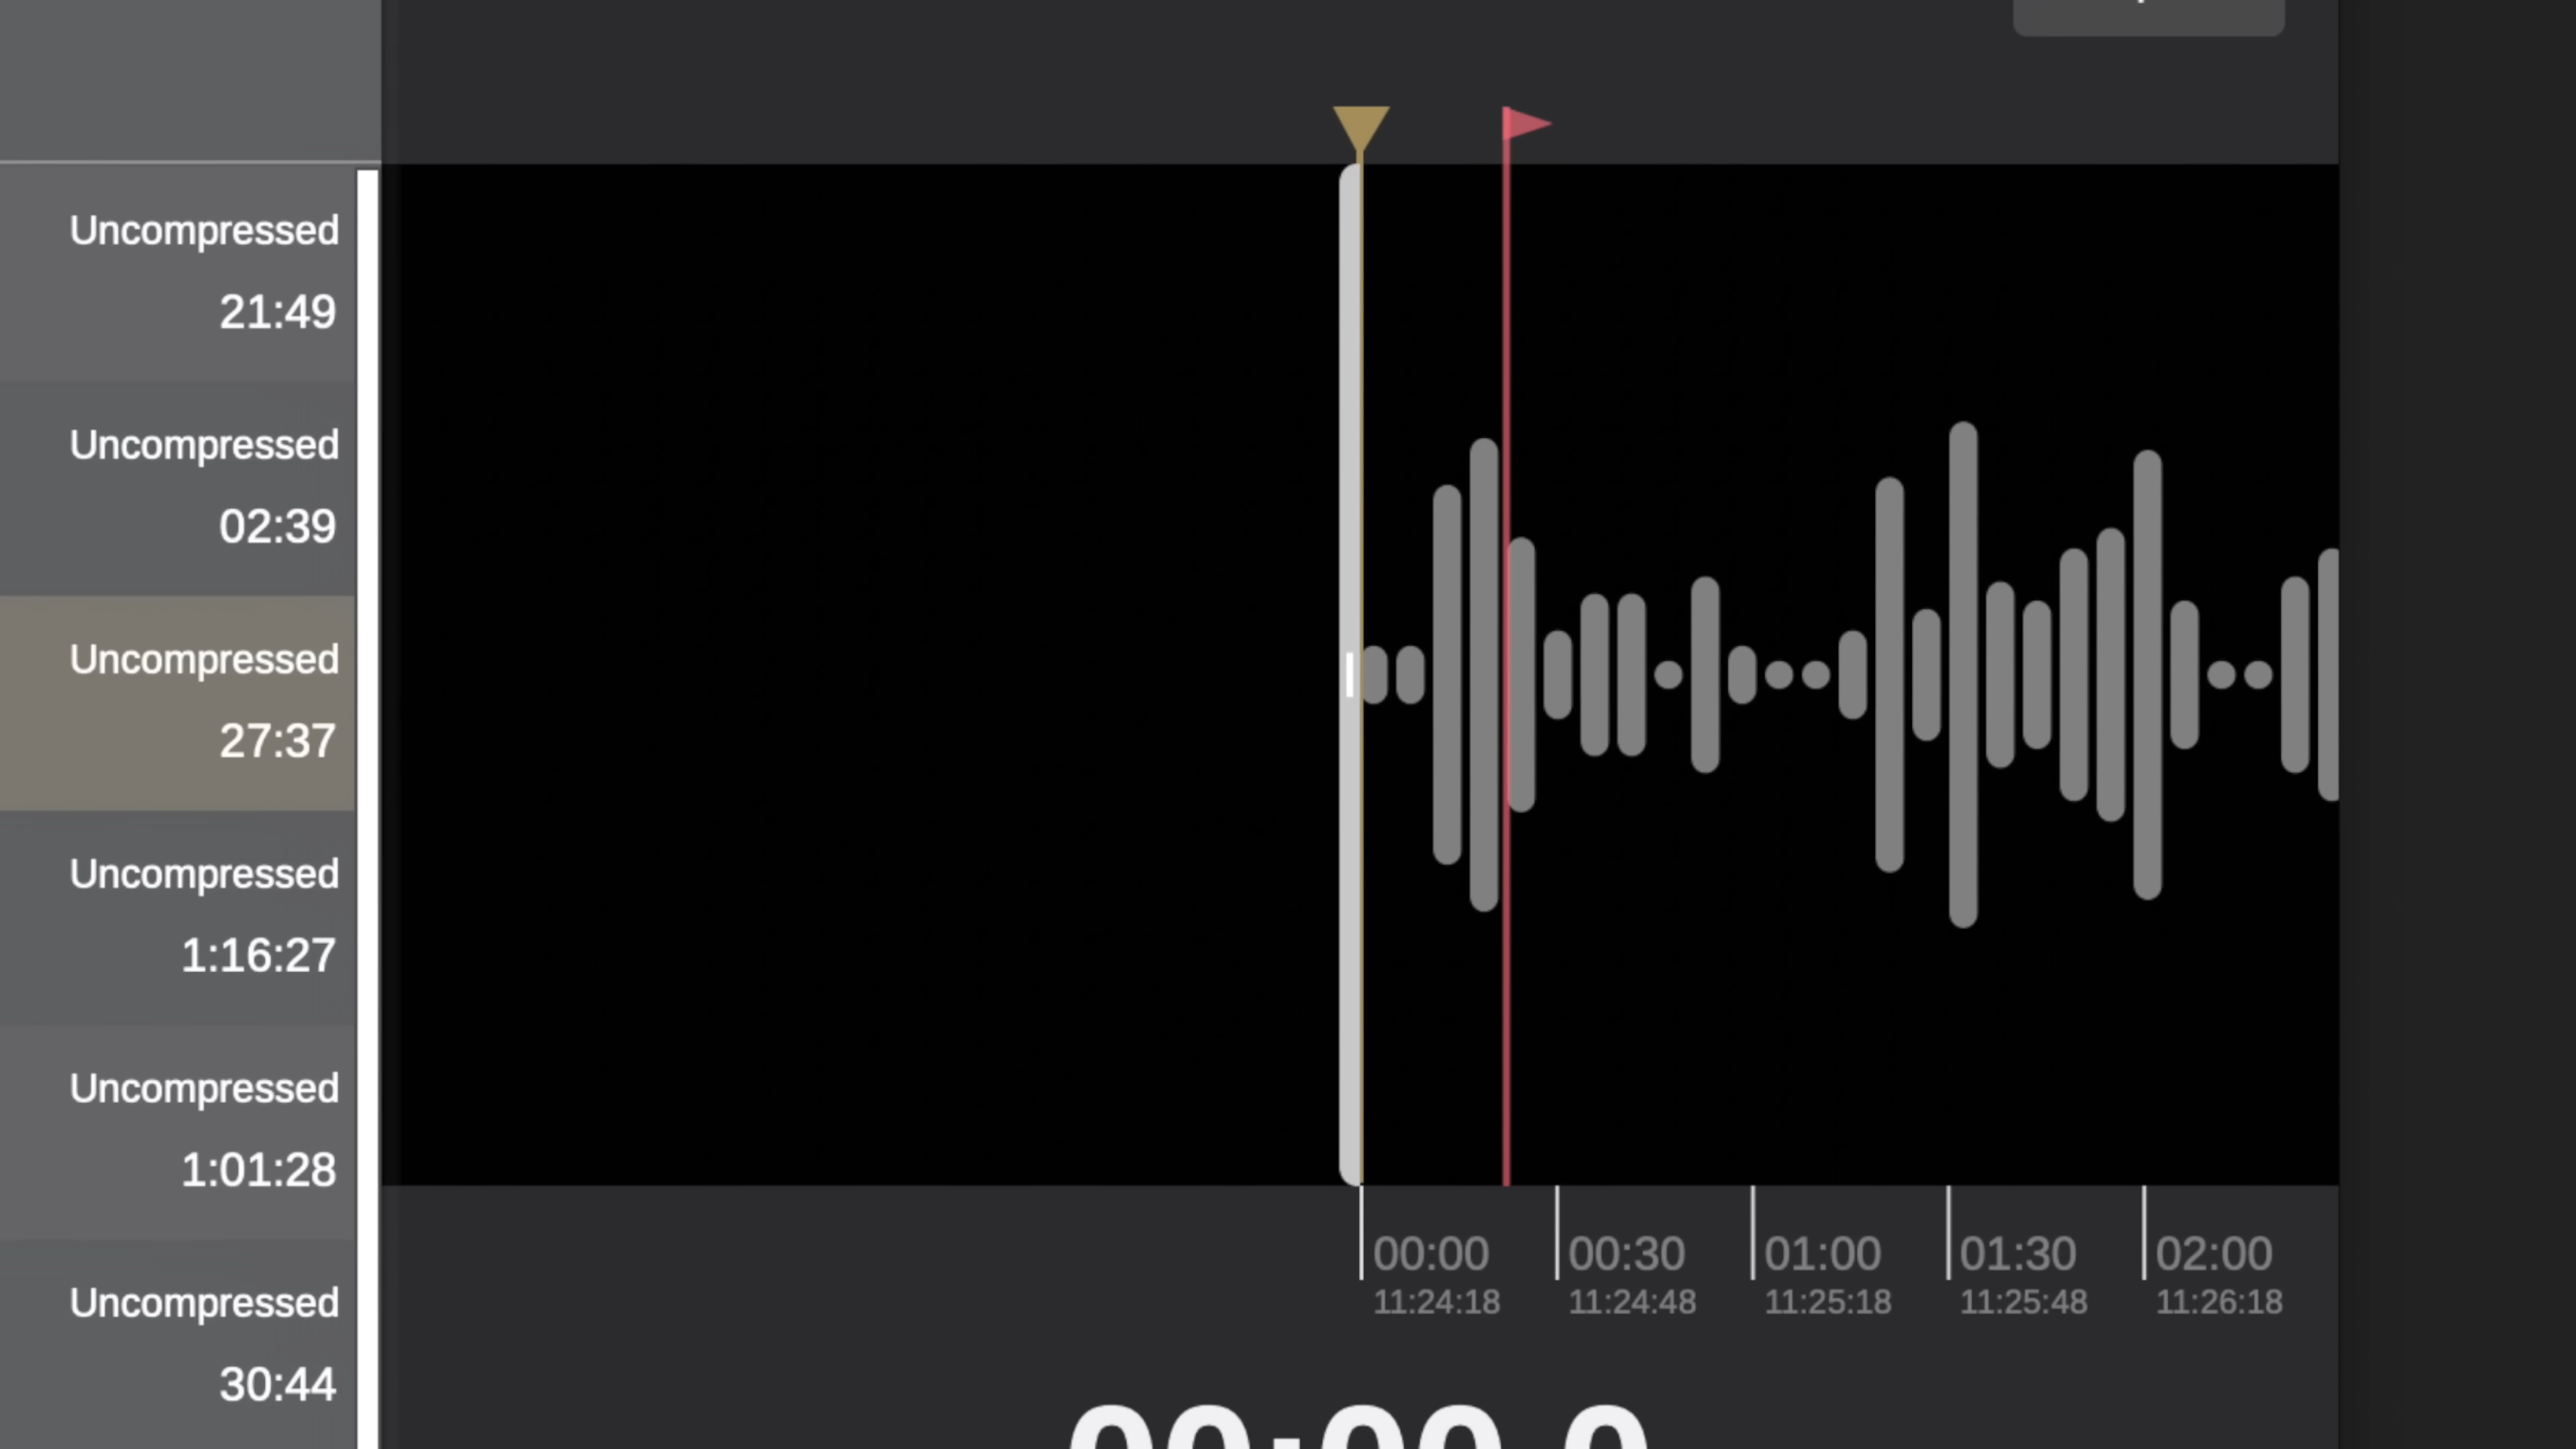 Uncompressed
21:49
Uncompressed
02:39
Uncompressed
27:37
Uncompressed
1:16:27
Uncompressed
1:01:28
Uncompressed
30:44
00:00 00:30 01:00 01:30 02:00
11:24:18 11:24:48 11:25:18 11:25:48 11:26:18